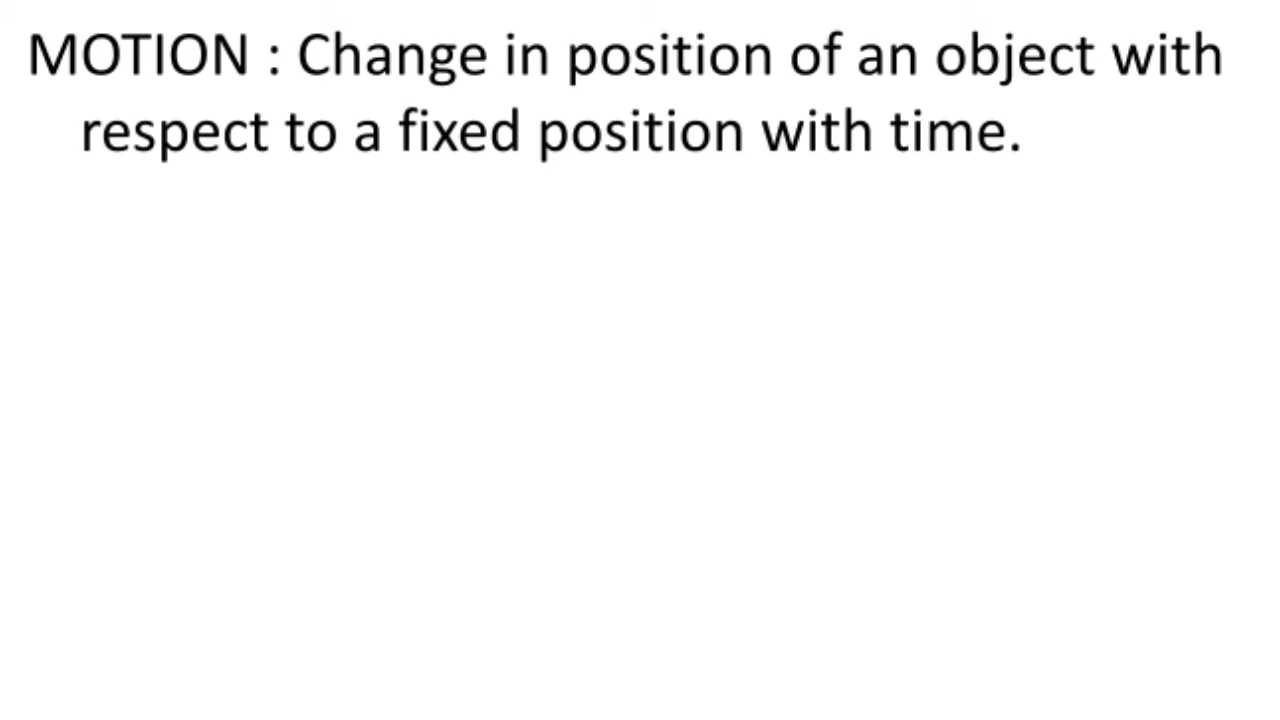 MOTION : Change in position of an object with
respect to a fixed position with time.